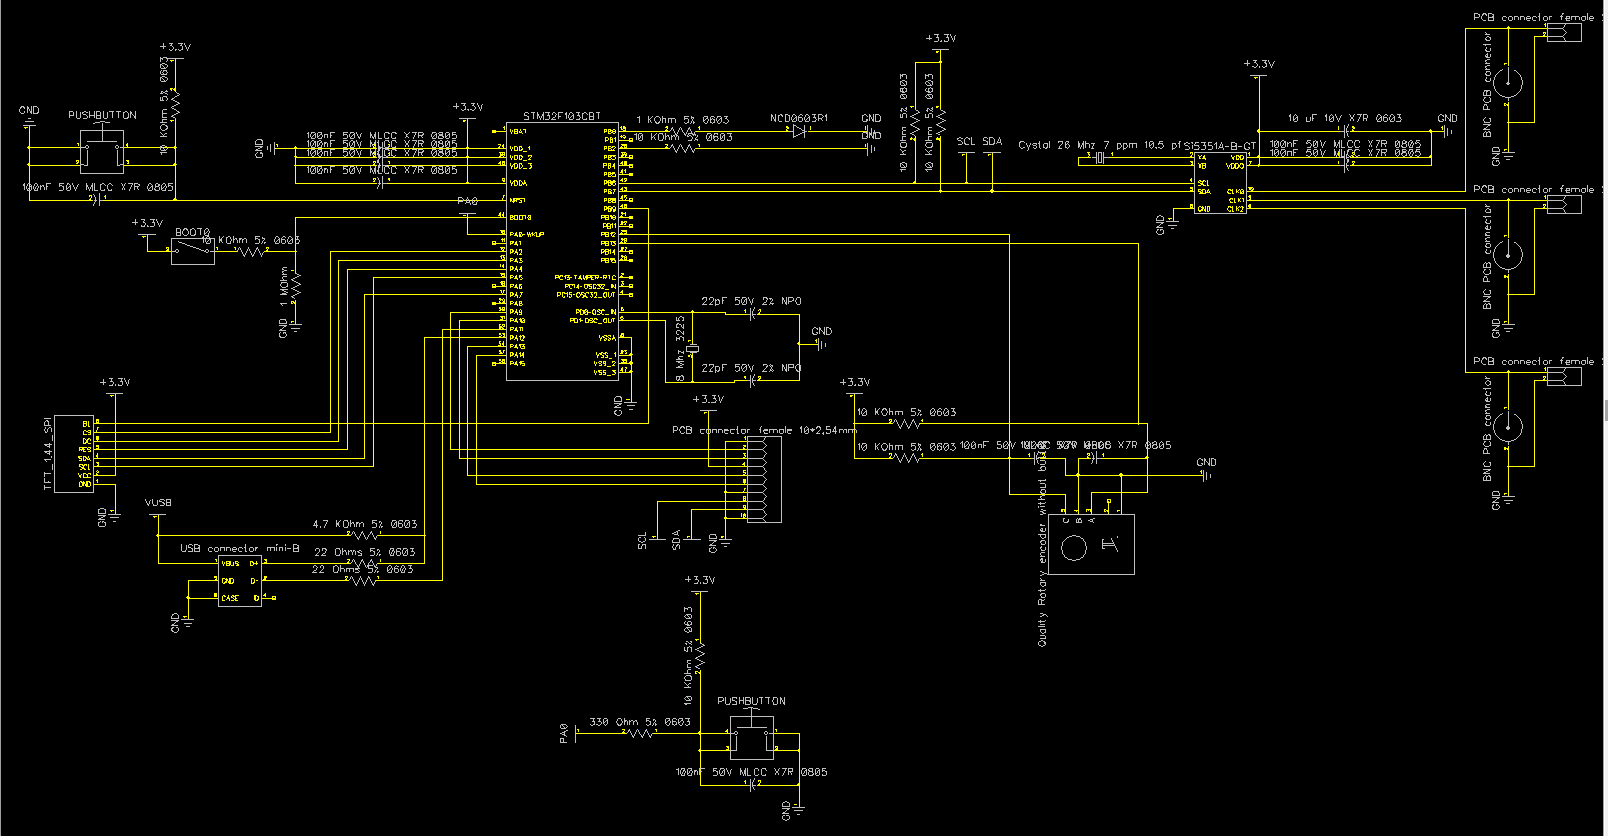 PCB connector female
+3.3V
+3.3V
+3.3V
BNC PCB connector
GND
PUSHBUTTON
10 KOhm 5% 0603
100nF 50V MLCC X7R 0805
+3.3V
GND
100nF 50V MLCC X7R 0805
100nF 50V MLCC X7R 0805
100nF 50V MLCC X7R 0805
100nF 50V MLCC X7R 0805
STM32F103CBT
VBAT
VDD_1
VDD_2
VDD_3
VDDA
NRST
BOOT0
PA0-WKUP
PA1
PA2
PA3
PA4
PA5
PA6
PA7
PA8
PA9
PA10
PA11
PA12
PA13
PA14
PA15
PB0
PB1
PB2
PB3
PB4
PB5
PB6
PB7
PB8
PB9
PB10
PB11
PB12
PB13
PB14
PB15
PC13-TAMPER-RTC
PC14-OSC32_IN
PC15-OSC32_OUT
PD0-OSC_IN
PD1-OSC_OUT
VSSA
VSS_1
VSS_2
VSS_3
GND
1 KOhm 5% 0603
10 KOhm 5% 0603
NCD0603R1
GND
GND
10 KOhm 5% 0603
10 KOhm 5% 0603
SCL
SDA
Cystal 26 Mhz 7 ppm 10.5 pf
Si5351A-B-GT
XA
XB
SCL
SDA
GND
VDD
VDDO
CLK0
CLK1
CLK2
GND
10 uF 10V X7R 0603
100nF 50V MLCC X7R 0805
100nF 50V MLCC X7R 0805
GND
GND
PCB connector female
BNC PCB connector
GND
PCB connector female
BNC PCB connector
GND
PA0
+3.3V
BOOT0
10 KOhm 5% 0603
1 MOhm
GND
22pF 50V 2% NPO
8 Mhz 3225
22pF 50V 2% NPO
GND
+3.3V
TFT_1.44_SPI
BL
CS
DC
RES
SDA
SCL
VCC
GND
GND
+3.3V
PCB connector female 10*2,54mm
SCL
SDA
GND
+3.3V
10 KOhm 5% 0603
10 KOhm 5% 0603
100nF 50V
X7R 0805
GND
Quality Rotary encoder without
C
B
A
VUSB
4.7 KOhm 5% 0603
USB connector mini-B
22 Ohms 5% 0603
22 Ohms 5% 0603
VBUS
D+
GND
D-
CASE
ID
GND
+3.3V
10 KOhm 5% 0603
PUSHBUTTON
PA0
330 Ohm 5% 0603
100nF 50V MLCC X7R 0805
GND